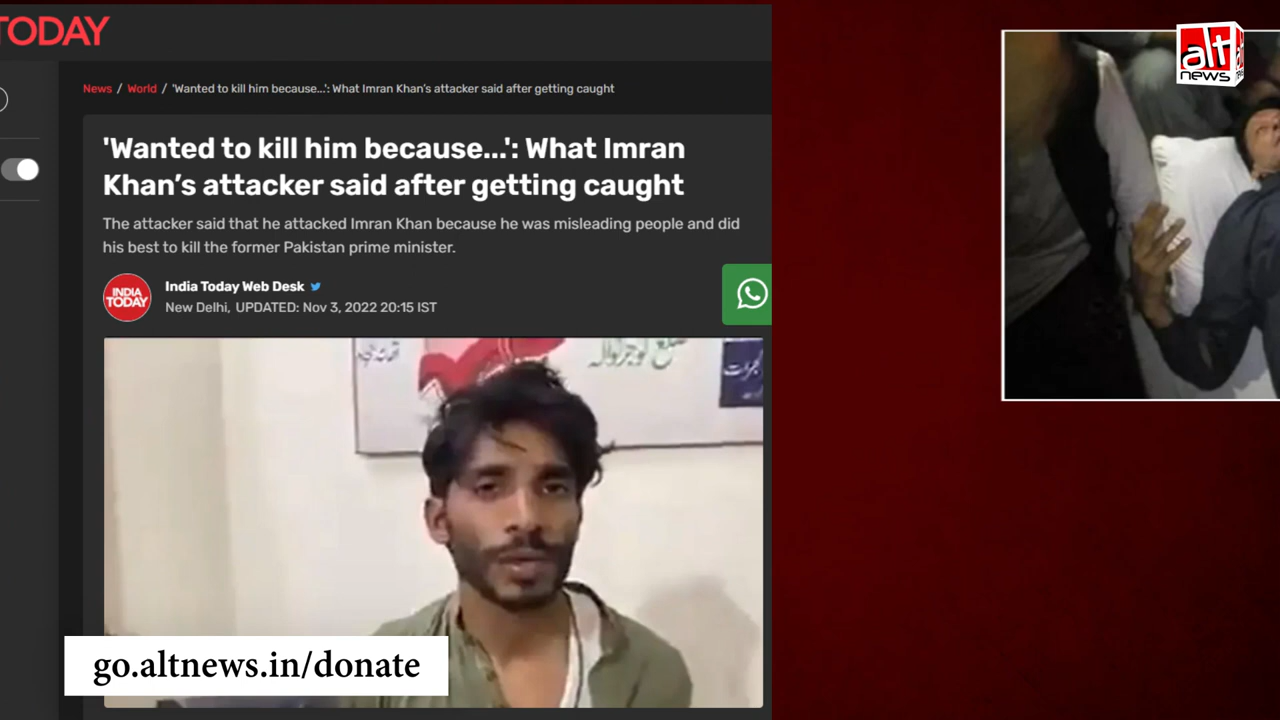 TODAY
alt
news
News / World / 'Wanted to kill him because...': What Imran Khan's attacker said after getting caught
'Wanted to kill him because...': What Imran
Khan's attacker said after getting caught
The attacker said that he attacked Imran Khan because he was misleading people and did
his best to kill the former Pakistan prime minister.
INDIA
TODAY
India Today Web Desk
New Delhi, UPDATED: Nov 3, 2022 20:15 IST
ضلع گوجرانوالہ
گجرات
go.altnews.in/donate